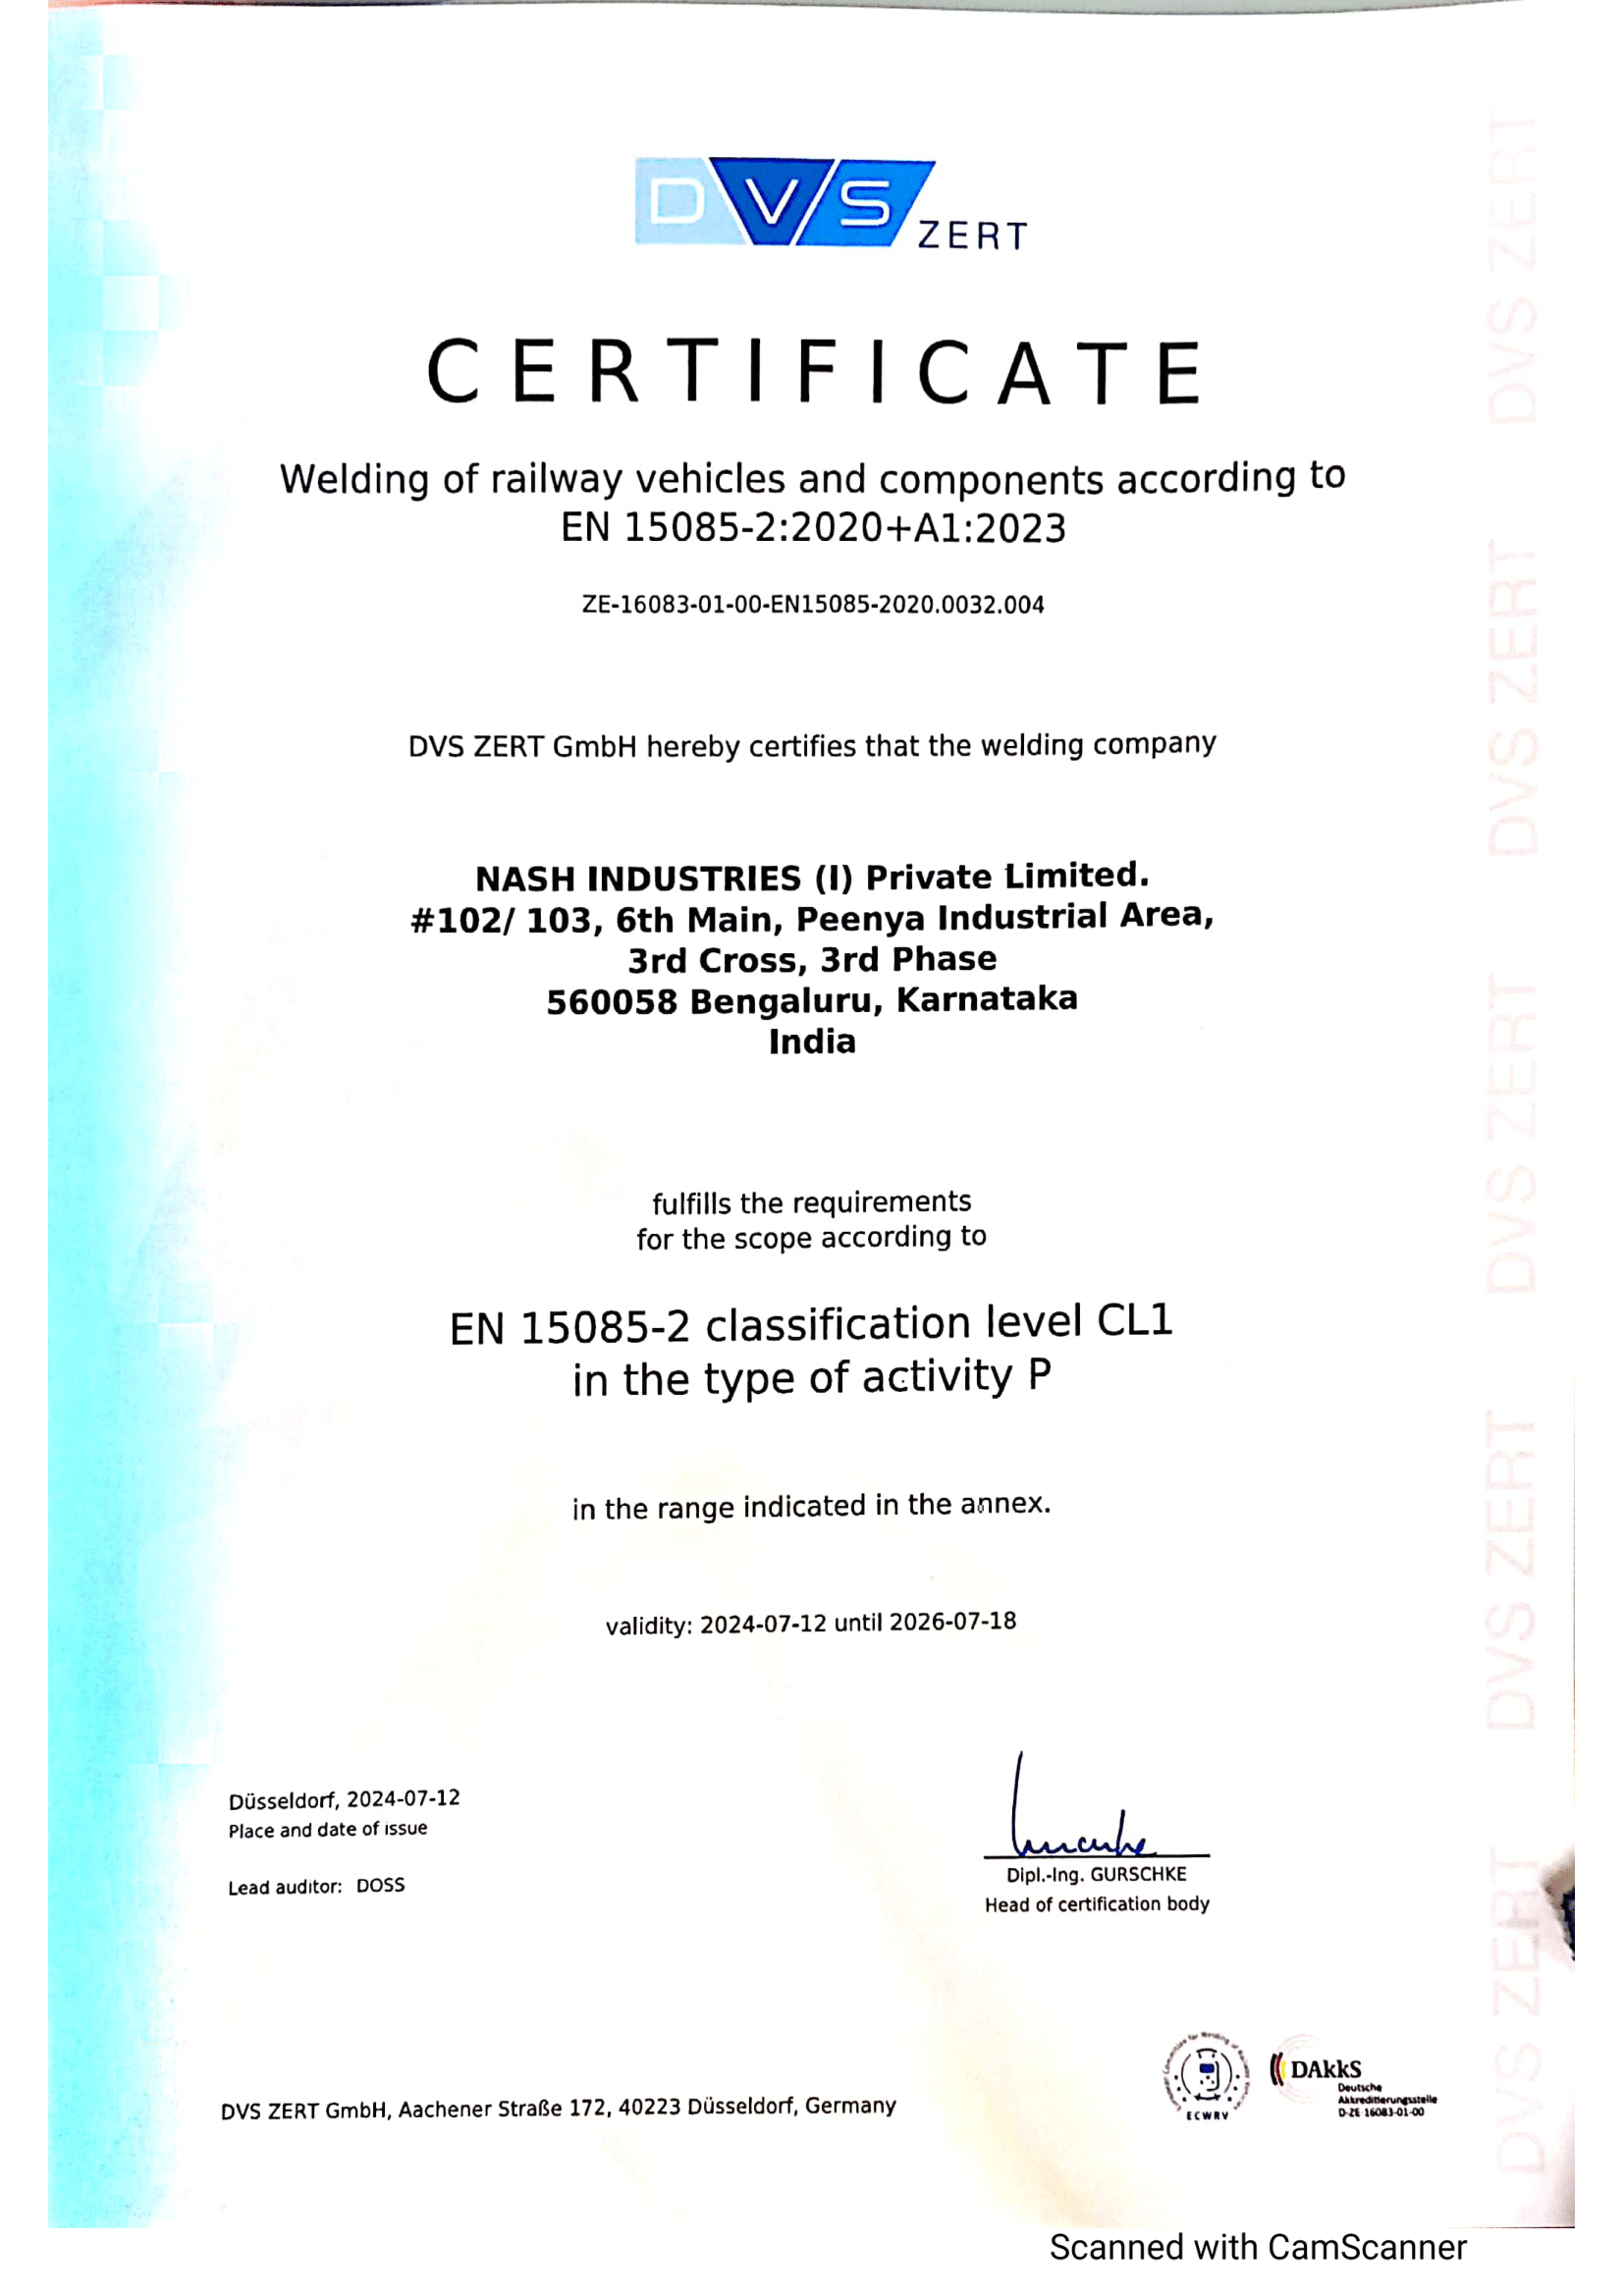 DVS ZERT
CERTIFICATE
Welding of railway vehicles and components according to
EN 15085-2:2020+A1:2023
ZE-16083-01-00-EN15085-2020.0032.004
DVS ZERT GmbH hereby certifies that the welding company
NASH INDUSTRIES (I) Private Limited.
#102/ 103, 6th Main, Peenya Industrial Area,
3rd Cross, 3rd Phase
560058 Bengaluru, Karnataka
India
fulfills the requirements
for the scope according to
EN 15085-2 classification level CL1
in the type of activity P
in the range indicated in the annex.
validity: 2024-07-12 until 2026-07-18
Düsseldorf, 2024-07-12
Place and date of issue
Lead auditor: DOSS
Dipl.-Ing. GURSCHKE
Head of certification body
DVS ZERT GmbH, Aachener Straße 172, 40223 Düsseldorf, Germany
ECWRV
DAkkS
Deutsche
Akkreditierungsstelle
D-ZE 16083-01-00
DVS ZERT DVS ZERT DVS ZERT DVS ZERT DVS ZERT
Scanned with CamScanner